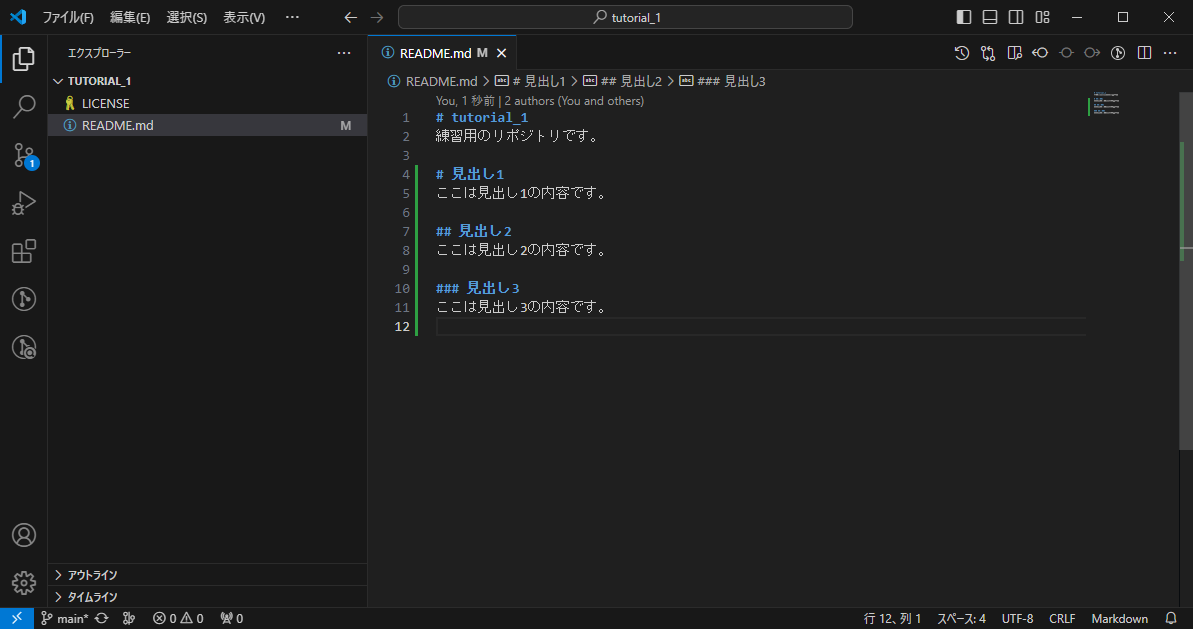 ファイル(F) 編集(E) 選択(S) 表示(V) ··· tutorial_1
エクスプローラー ···
TUTORIAL_1
LICENSE
README.md M
README.md M
README.md > # 見出し1 > ## 見出し2 > ### 見出し3
You, 1 秒前 | 2 authors (You and others)
1 # tutorial_1
2 練習用のリポジトリです。
3
4 # 見出し1
5 ここは見出し1の内容です。
6
7 ## 見出し2
8 ここは見出し2の内容です。
9
10 ### 見出し3
11 ここは見出し3の内容です。
12
1
アウトライン
タイムライン
main* 0 0 0 行 12、列 1 スペース: 4 UTF-8 CRLF Markdown